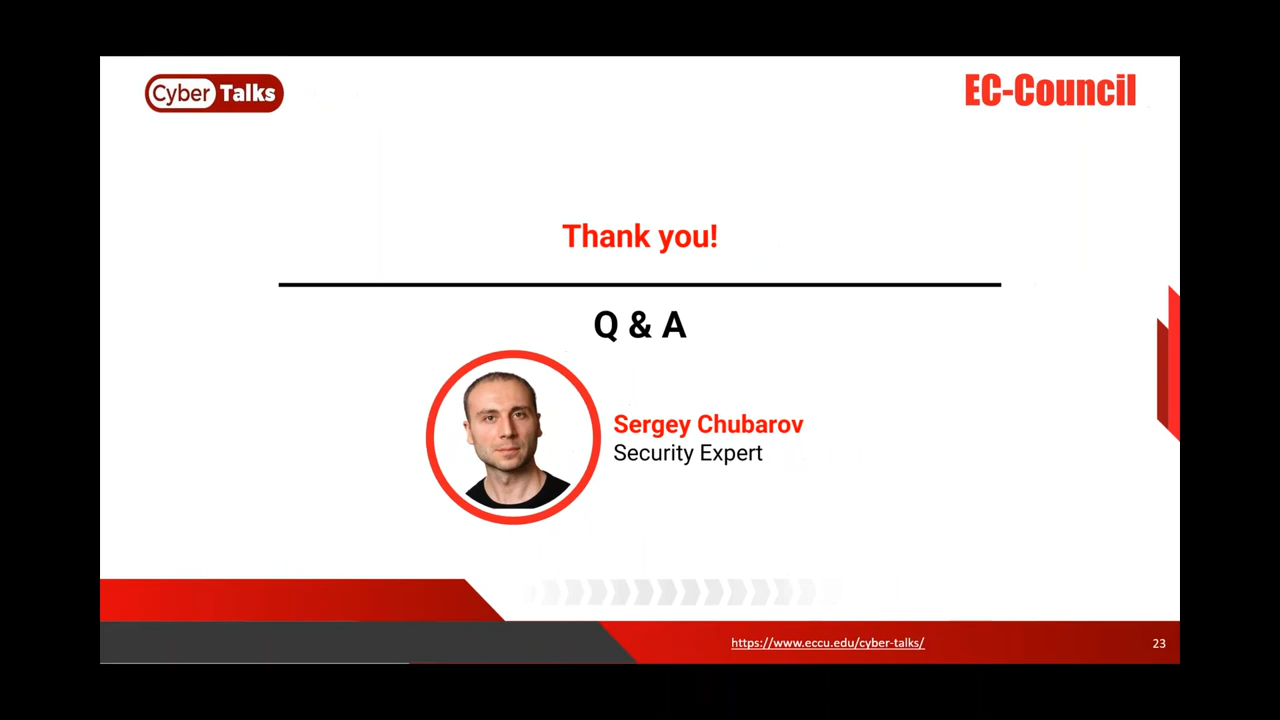 Cyber Talks
EC-Council
Thank you!
Q & A
Sergey Chubarov
Security Expert
https://www.eccu.edu/cyber-talks/
23